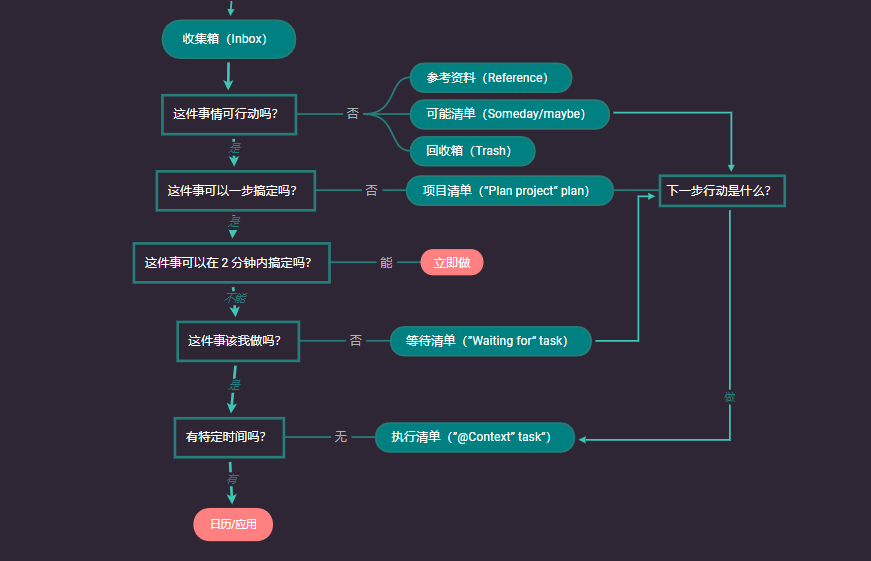 收集箱（Inbox）
参考资料（Reference）
这件事情可行动吗？
否
可能清单（Someday/maybe）
是
回收箱（Trash）
这件事可以一步搞定吗？
否
项目清单（”Plan project” plan）
下一步行动是什么？
是
这件事可以在 2 分钟内搞定吗？
能
立即做
不能
这件事该我做吗？
否
等待清单（”Waiting for” task）
是
做
有特定时间吗？
无
执行清单（”@Context” task”）
有
日历/应用